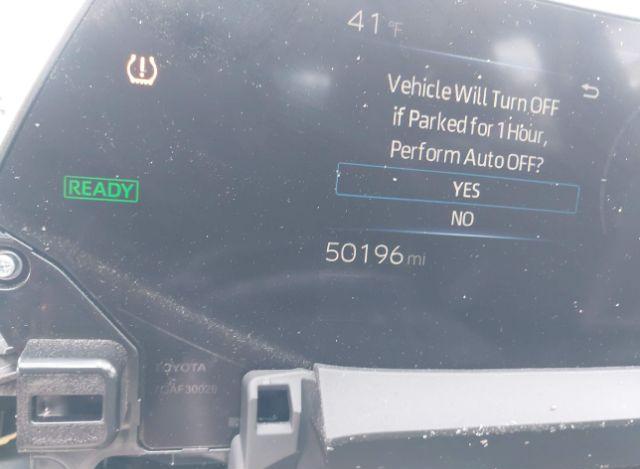 41 °F
Vehicle Will Turn OFF
if Parked for 1 Hour,
Perform Auto OFF?
YES
NO
READY
50196 mi
TOYOTA